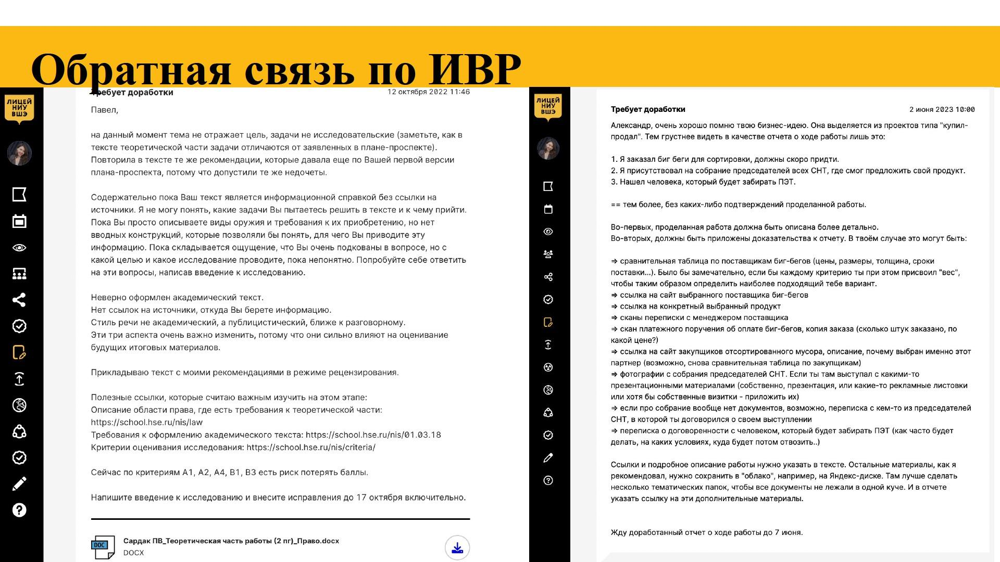 Обратная связь по ИВР
ЛИЦЕЙ
НИУ
ВШЭ
Требует доработки
12 октября 2022 11:46
Павел,
на данный момент тема не отражает цель, задачи не исследовательские (заметьте, как в
тексте теоретической части задачи отличаются от заявленных в плане-проспекте).
Повторила в тексте те же рекомендации, которые давала еще по Вашей первой версии
плана-проспекта, потому что допустили те же недочеты.
Содержательно пока Ваш текст является информационной справкой без ссылки на
источники. Я не могу понять, какие задачи Вы пытаетесь решить в тексте и к чему прийти.
Пока Вы просто описываете виды оружия и требования к их приобретению, но нет
вводных конструкций, которые позволяли бы понять, для чего Вы приводите эту
информацию. Пока складывается ощущение, что Вы очень подкованы в вопросе, но с
какой целью и какое исследование проводите, пока непонятно. Попробуйте себе ответить
на эти вопросы, написав введение к исследованию.
Неверно оформлен академический текст.
Нет ссылок на источники, откуда Вы берете информацию.
Стиль речи не академический, а публицистический, ближе к разговорному.
Эти три аспекта очень важно изменить, потому что они сильно влияют на оценивание
будущих итоговых материалов.
Прикладываю текст с моими рекомендациями в режиме рецензирования.
Полезные ссылки, которые считаю важным изучить на этом этапе:
Описание области права, где есть требования к теоретической части:
https://school.hse.ru/nis/law
Требования к оформлению академического текста: https://school.hse.ru/nis/01.03.18
Критерии оценивания исследования: https://school.hse.ru/nis/criteria/
Сейчас по критериям А1, А2, А4, В1, В3 есть риск потерять баллы.
Напишите введение к исследованию и внесите исправления до 17 октября включительно.
DOC
Сардак ПВ_Теоретическая часть работы (2 пг)_Право.docx
DOCX
ЛИЦЕЙ
НИУ
ВШЭ
Требует доработки
2 июня 2023 10:00
Александр, очень хорошо помню твою бизнес-идею. Она выделяется из проектов типа "купил-
продал". Тем грустнее видеть в качестве отчета о ходе работы лишь это:
1. Я заказал биг беги для сортировки, должны скоро придти.
2. Я присутствовал на собрание председателей всех СНТ, где смог предложить свой продукт.
3. Нашел человека, который будет забирать ПЭТ.
== тем более, без каких-либо подтверждений проделанной работы.
Во-первых, проделанная работа должна быть описана более детально.
Во-вторых, должны быть приложены доказательства к отчету. В твоём случае это могут быть:
⇒ сравнительная таблица по поставщикам биг-бегов (цены, размеры, толщина, сроки
поставки...). Было бы замечательно, если бы каждому критерию ты при этом присвоил "вес",
чтобы таким образом определить наиболее подходящий тебе вариант.
⇒ ссылка на сайт выбранного поставщика биг-бегов
⇒ ссылка на конкретный выбранный продукт
⇒ сканы переписки с менеджером поставщика
⇒ скан платежного поручения об оплате биг-бегов, копия заказа (сколько штук заказано, по
какой цене?)
⇒ ссылка на сайт закупщиков отсортированного мусора, описание, почему выбран именно этот
партнер (возможно, снова сравнительная таблица по закупщикам)
⇒ фотографии с собрания председателей СНТ. Если ты там выступал с какими-то
презентационными материалами (собственно, презентация, или какие-то рекламные листовки
или хотя бы собственные визитки - приложить их)
⇒ если про собрание вообще нет документов, возможно, переписка с кем-то из председателей
СНТ, в которой ты договорился о своем выступлении
⇒ переписка о договоренности с человеком, который будет забирать ПЭТ (как часто будет
делать, на каких условиях, куда будет потом отвозить..)
Ссылки и подробное описание работы нужно указать в тексте. Остальные материалы, как я
рекомендовал, нужно сохранить в "облако", например, на Яндекс-диске. Там лучше сделать
несколько тематических папок, чтобы все документы не лежали в одной куче. И в отчете
указать ссылку на эти дополнительные материалы.
Жду доработанный отчет о ходе работы до 7 июня.